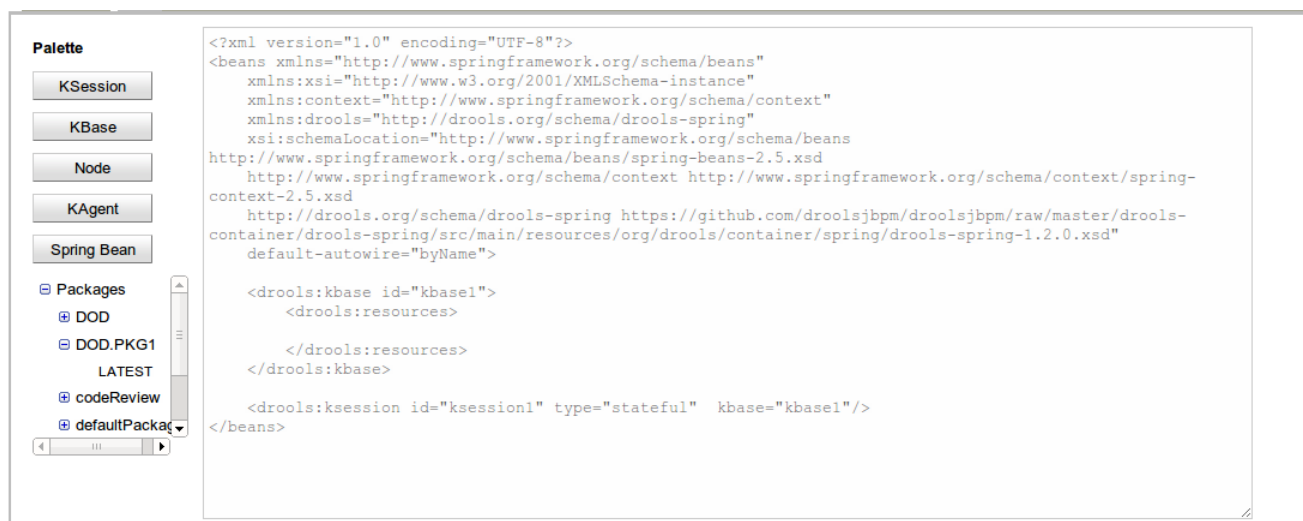 Palette
KSession
KBase
Node
KAgent
Spring Bean
Packages
DOD
DOD.PKG1
LATEST
codeReview
defaultPackag
<?xml version="1.0" encoding="UTF-8"?>
<beans xmlns="http://www.springframework.org/schema/beans"
    xmlns:xsi="http://www.w3.org/2001/XMLSchema-instance"
    xmlns:context="http://www.springframework.org/schema/context"
    xmlns:drools="http://drools.org/schema/drools-spring"
    xsi:schemaLocation="http://www.springframework.org/schema/beans
http://www.springframework.org/schema/beans/spring-beans-2.5.xsd
    http://www.springframework.org/schema/context http://www.springframework.org/schema/context/spring-
context-2.5.xsd
    http://drools.org/schema/drools-spring https://github.com/droolsjbpm/droolsjbpm/raw/master/drools-
container/drools-spring/src/main/resources/org/drools/container/spring/drools-spring-1.2.0.xsd"
    default-autowire="byName">
    <drools:kbase id="kbase1">
        <drools:resources>
        </drools:resources>
    </drools:kbase>
    <drools:ksession id="ksession1" type="stateful"  kbase="kbase1"/>
</beans>